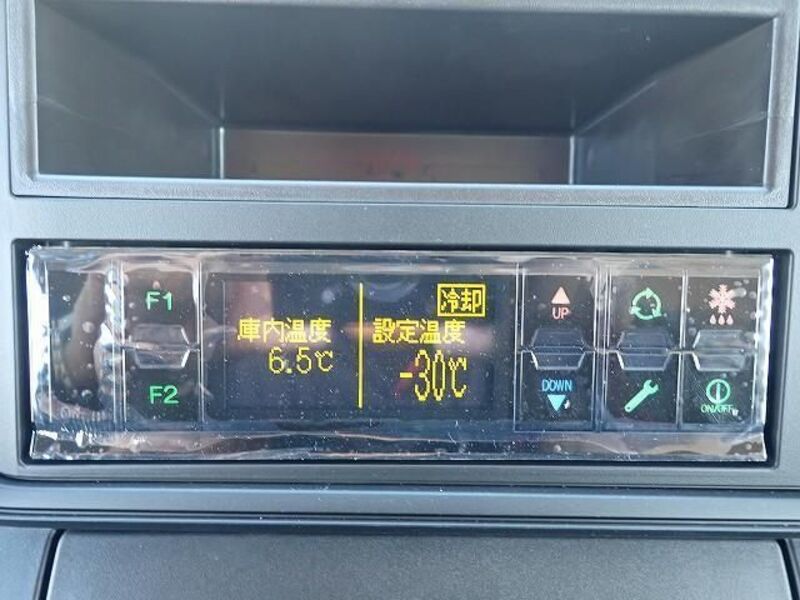 F1
F2
冷却
庫内温度
設定温度
6.5℃
-30℃
UP
DOWN
ON/OFF